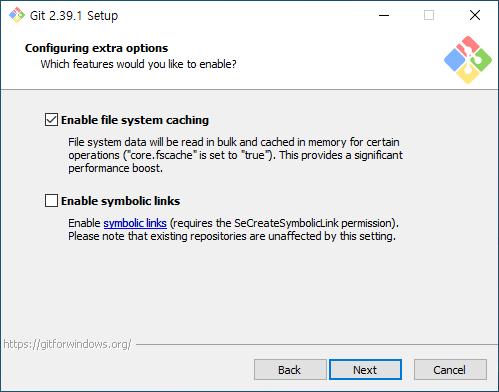 Git 2.39.1 Setup
Configuring extra options
Which features would you like to enable?
Enable file system caching
File system data will be read in bulk and cached in memory for certain
operations ("core.fscache" is set to "true"). This provides a significant
performance boost.
Enable symbolic links
Enable symbolic links (requires the SeCreateSymbolicLink permission).
Please note that existing repositories are unaffected by this setting.
https://gitforwindows.org/
Back
Next
Cancel